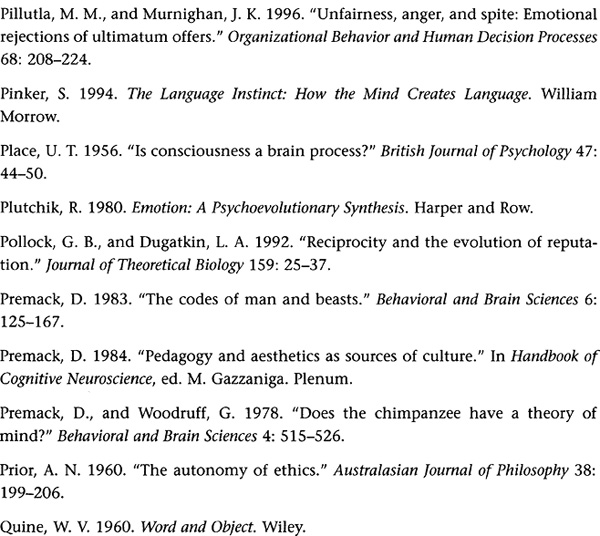 Pillutla, M. M., and Murnighan, J. K. 1996. “Unfairness, anger, and spite: Emotional
rejections of ultimatum offers.” Organizational Behavior and Human Decision Processes
68: 208–224.
Pinker, S. 1994. The Language Instinct: How the Mind Creates Language. William
Morrow.
Place, U. T. 1956. “Is consciousness a brain process?” British Journal of Psychology 47:
44–50.
Plutchik, R. 1980. Emotion: A Psychoevolutionary Synthesis. Harper and Row.
Pollock, G. B., and Dugatkin, L. A. 1992. “Reciprocity and the evolution of reputa-
tion.” Journal of Theoretical Biology 159: 25–37.
Premack, D. 1983. “The codes of man and beasts.” Behavioral and Brain Sciences 6:
125–167.
Premack, D. 1984. “Pedagogy and aesthetics as sources of culture.” In Handbook of
Cognitive Neuroscience, ed. M. Gazzaniga. Plenum.
Premack, D., and Woodruff, G. 1978. “Does the chimpanzee have a theory of
mind?” Behavioral and Brain Sciences 4: 515–526.
Prior, A. N. 1960. “The autonomy of ethics.” Australasian Journal of Philosophy 38:
199–206.
Quine, W. V. 1960. Word and Object. Wiley.